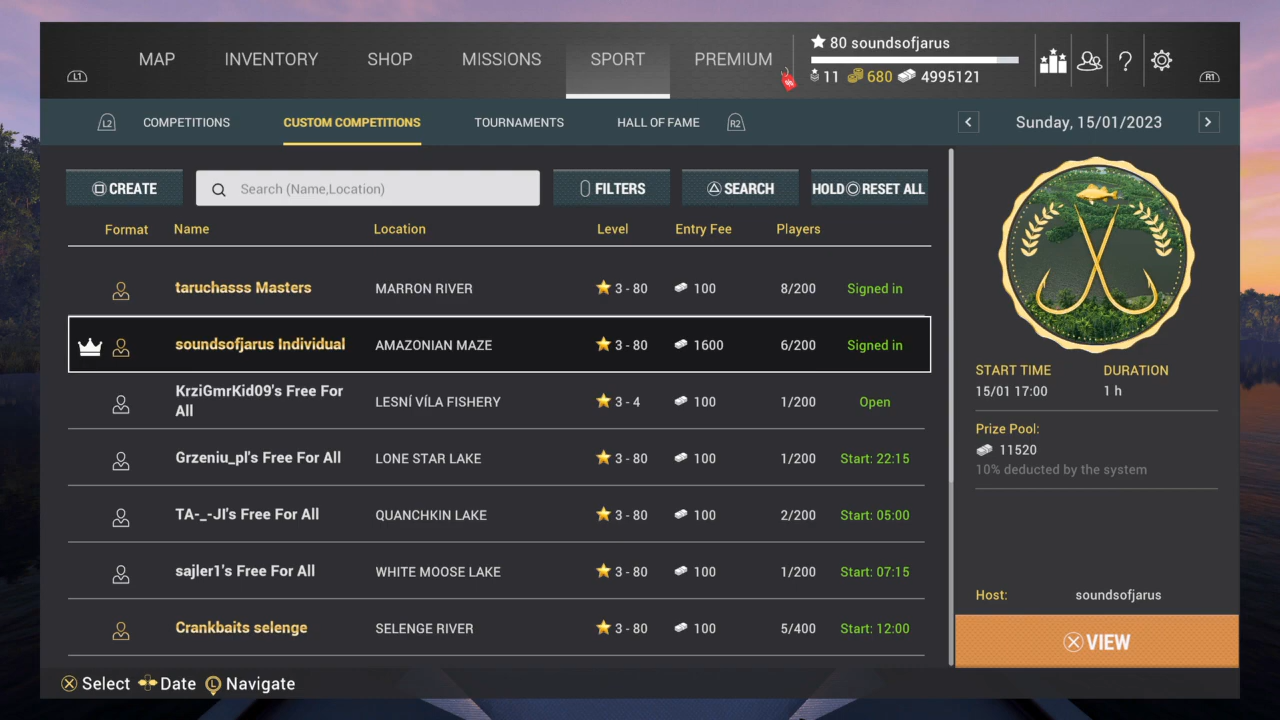 MAP INVENTORY SHOP MISSIONS SPORT PREMIUM
80 soundsofjarus
11 680 4995121
L1 R1
L2 COMPETITIONS CUSTOM COMPETITIONS TOURNAMENTS HALL OF FAME R2
< Sunday, 15/01/2023 >
CREATE Search (Name,Location) FILTERS SEARCH HOLD RESET ALL
Format Name Location Level Entry Fee Players
taruchasss Masters MARRON RIVER 3 - 80 100 8/200 Signed in
soundsofjarus Individual AMAZONIAN MAZE 3 - 80 1600 6/200 Signed in
KrziGmrKid09's Free For
All LESNÍ VÍLA FISHERY 3 - 4 100 1/200 Open
Grzeniu_pl's Free For All LONE STAR LAKE 3 - 80 100 1/200 Start: 22:15
TA-_-JI's Free For All QUANCHKIN LAKE 3 - 80 100 2/200 Start: 05:00
sajler1's Free For All WHITE MOOSE LAKE 3 - 80 100 1/200 Start: 07:15
Crankbaits selenge SELENGE RIVER 3 - 80 100 5/400 Start: 12:00
START TIME DURATION
15/01 17:00 1 h
Prize Pool:
11520
10% deducted by the system
Host: soundsofjarus
VIEW
Select Date L Navigate